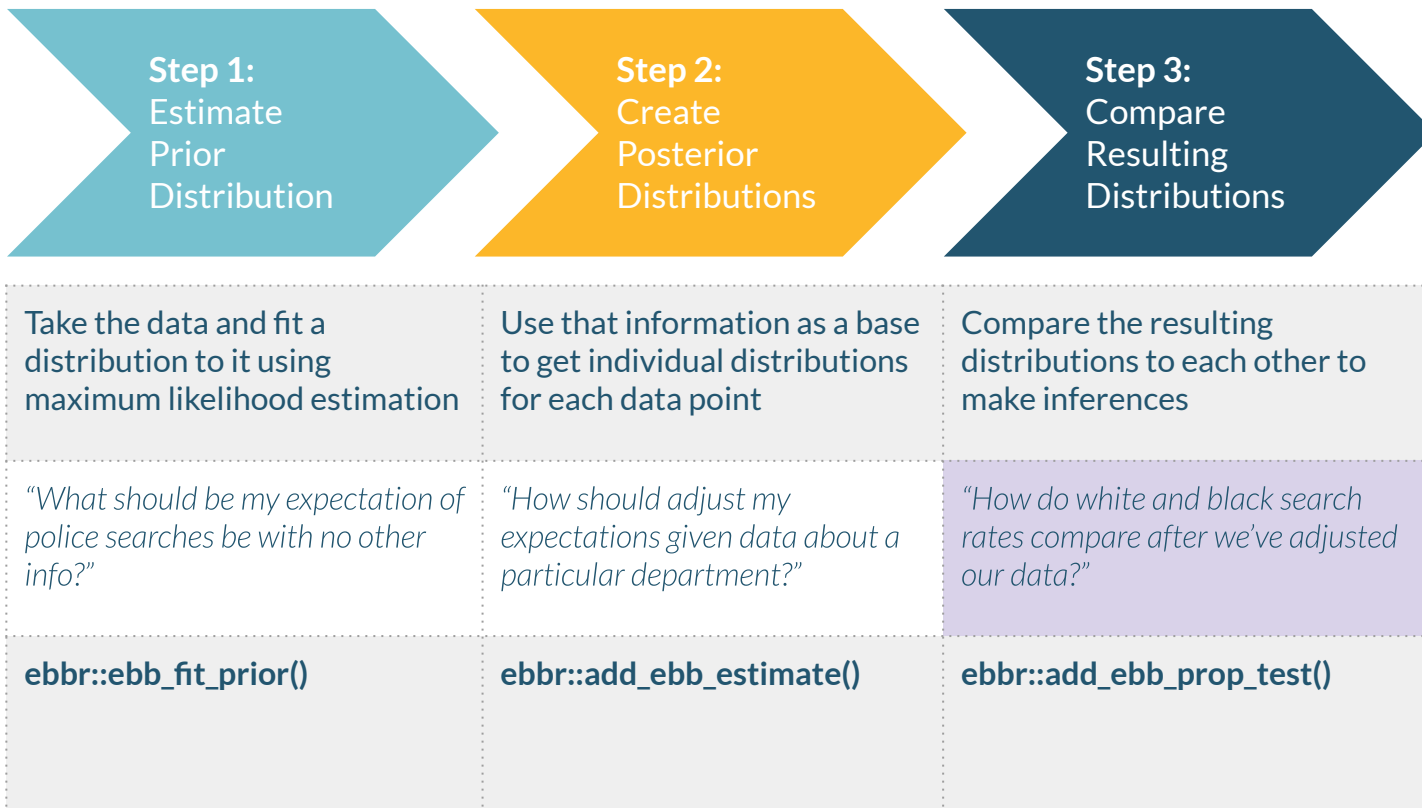 Step 1:
Estimate
Prior
Distribution
Step 2:
Create
Posterior
Distributions
Step 3:
Compare
Resulting
Distributions
Take the data and fit a
distribution to it using
maximum likelihood estimation
Use that information as a base
to get individual distributions
for each data point
Compare the resulting
distributions to each other to
make inferences
“What should be my expectation of
police searches be with no other
info?”
“How should adjust my
expectations given data about a
particular department?”
“How do white and black search
rates compare after we’ve adjusted
our data?”
ebbr::ebb_fit_prior()
ebbr::add_ebb_estimate()
ebbr::add_ebb_prop_test()